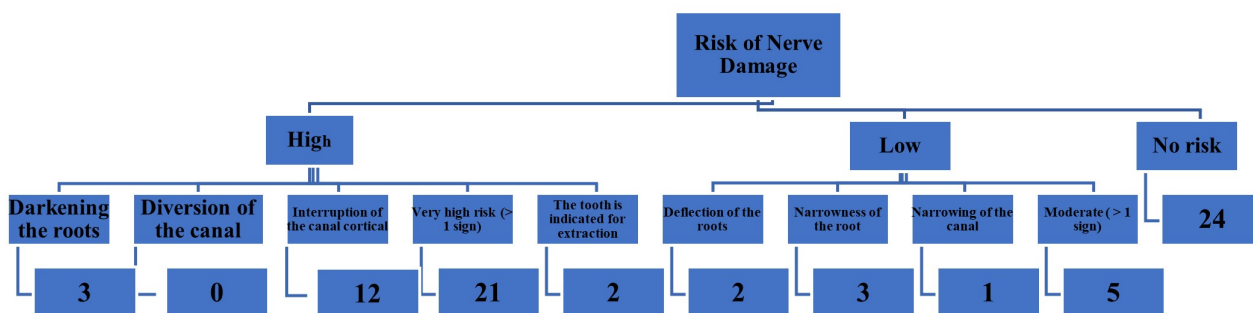 Risk of Nerve
Damage
High
Low
No risk
Darkening
the roots
Diversion of
the canal
Interruption of
the canal cortical
Very high risk (>
1 sign)
The tooth is
indicated for
extraction
Deflection of the
roots
Narrowness of
the root
Narrowing of the
canal
Moderate ( > 1
sign)
24
3
0
12
21
2
2
3
1
5